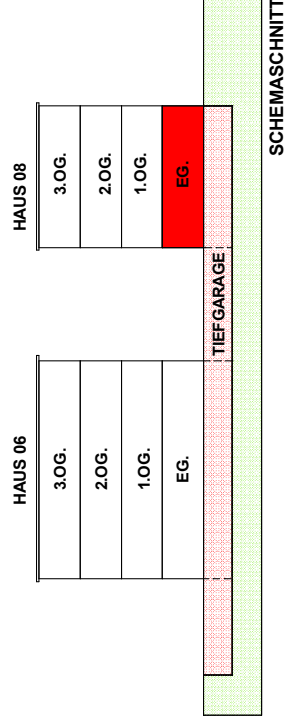 HAUS 06
3.OG.
2.OG.
1.OG.
EG.
HAUS 08
3.OG.
2.OG.
1.OG.
EG.
TIEFGARAGE
SCHEMASCHNITT